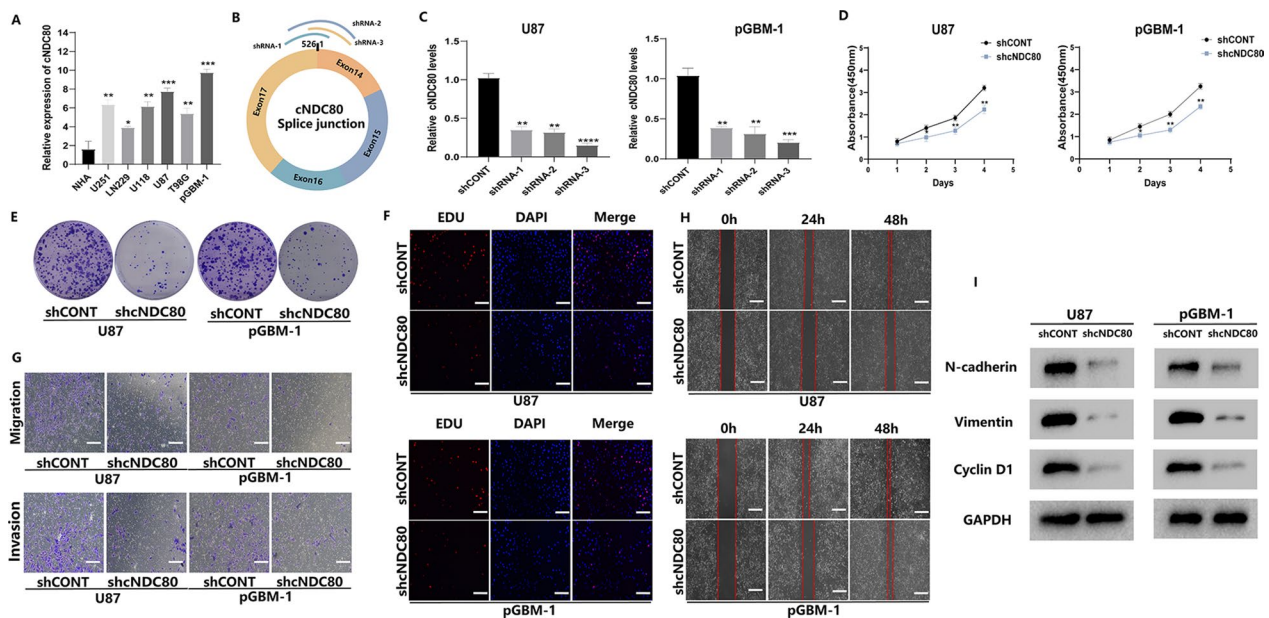 A
Relative expression of cNDC80
14
12
10
8
6
4
2
0
**
*
**
***
**
***
NHA
U251
LN229
U118
U87
T98G
pGBM-1
B
shRNA-2
shRNA-3
shRNA-1
526 1
Exon14
Exon17
Exon15
Exon16
cNDC80
Splice junction
C
U87
Relative cNDC80 levels
1.5
1.0
0.5
0.0
**
**
****
shCONT
shRNA-1
shRNA-2
shRNA-3
pGBM-1
Relative cNDC80 levels
1.5
1.0
0.5
0.0
**
**
***
shCONT
shRNA-1
shRNA-2
shRNA-3
D
U87
shCONT
shcNDC80
Absorbance(450nm)
5
4
3
2
1
0
*
**
**
0 1 2 3 4 5
Days
pGBM-1
shCONT
shcNDC80
Absorbance(450nm)
5
4
3
2
1
0
*
**
**
0 1 2 3 4 5
Days
E
shCONT shcNDC80 shCONT shcNDC80
U87 pGBM-1
F
EDU DAPI Merge
shCONT
shcNDC80
U87
EDU DAPI Merge
shCONT
shcNDC80
pGBM-1
G
Migration
shCONT shcNDC80 shCONT shcNDC80
U87 pGBM-1
Invasion
shCONT shcNDC80 shCONT shcNDC80
U87 pGBM-1
H
0h 24h 48h
shCONT
shcNDC80
U87
0h 24h 48h
shCONT
shcNDC80
pGBM-1
I
U87 pGBM-1
shCONT shcNDC80 shCONT shcNDC80
N-cadherin
Vimentin
Cyclin D1
GAPDH